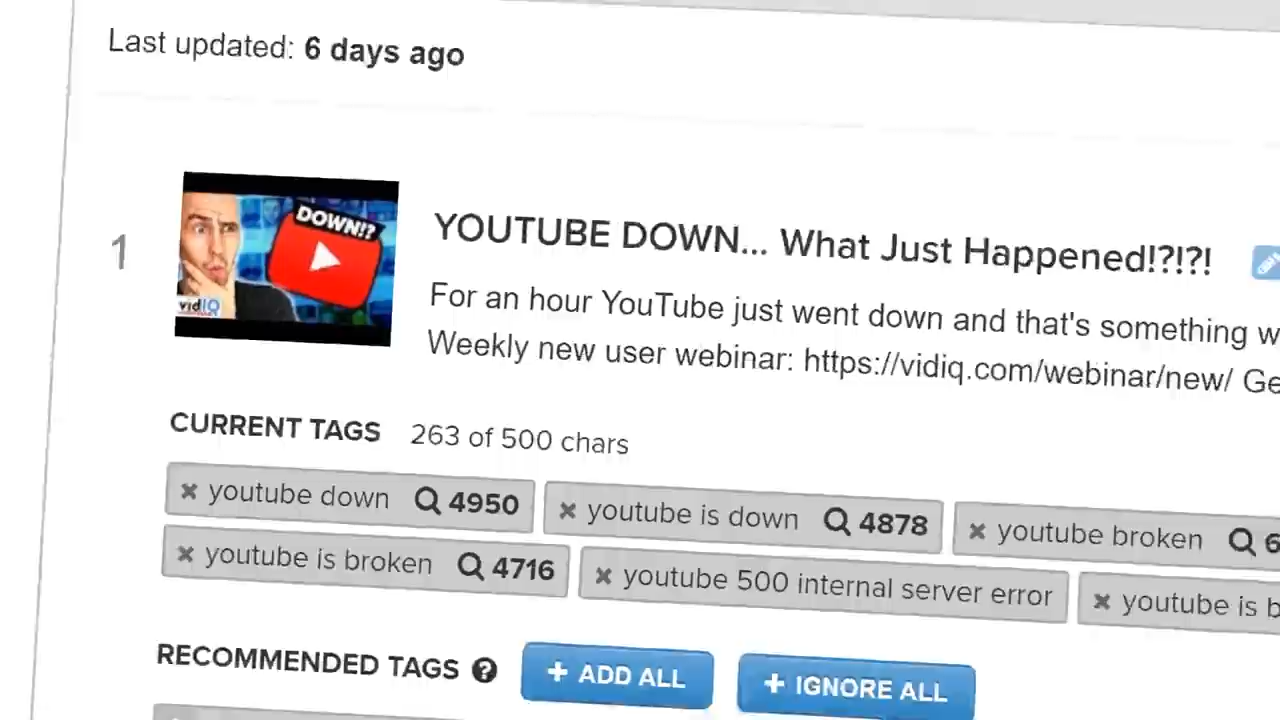 Last updated: 6 days ago
1
DOWN!?
vidIQ
YOUTUBE DOWN... What Just Happened!?!?!
For an hour YouTube just went down and that's something
Weekly new user webinar: https://vidiq.com/webinar/new/
CURRENT TAGS 263 of 500 chars
× youtube down 4950 × youtube is down 4878 × youtube broken
× youtube is broken 4716 × youtube 500 internal server error × youtube is
RECOMMENDED TAGS ? + ADD ALL + IGNORE ALL